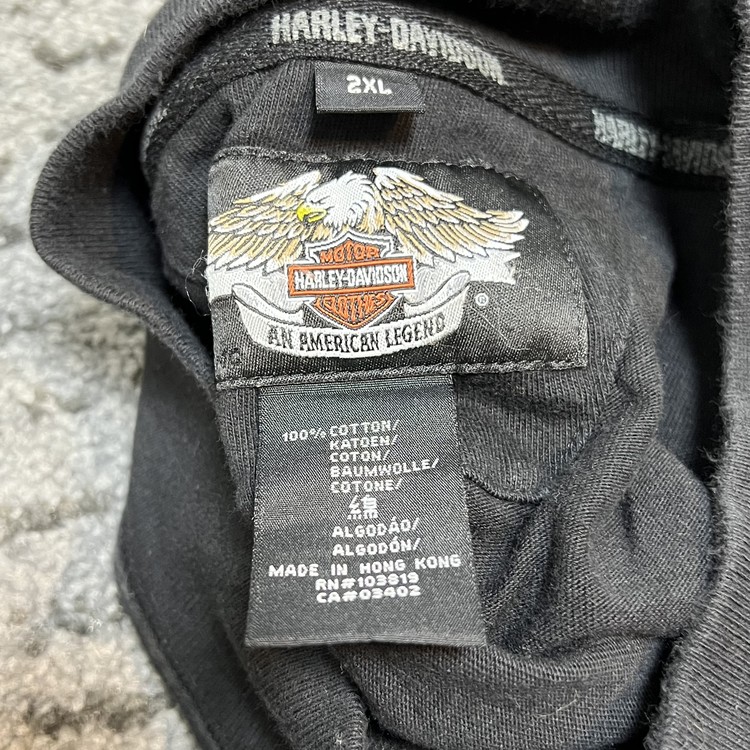 HARLEY-DAVIDSON
2XL
HARLEY-DAVIDSON
MOTOR
HARLEY-DAVIDSON
CLOTHES
®
AN AMERICAN LEGEND
100% COTTON/
KATOEN/
COTON/
BAUMWOLLE/
COTONE/
綿
ALGODÃO/
ALGODÓN/
MADE IN HONG KONG
RN#103819
CA#03402